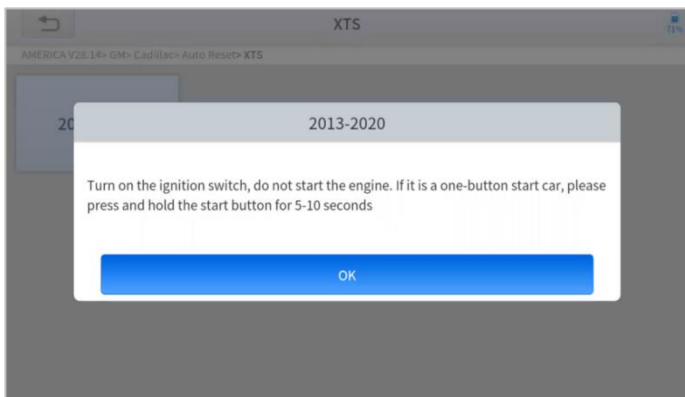 XTS
71%
AMERICA V28.14> GM> Cadillac> Auto Reset> XTS
20
2013-2020
Turn on the ignition switch, do not start the engine. If it is a one-button start car, please
press and hold the start button for 5-10 seconds
OK